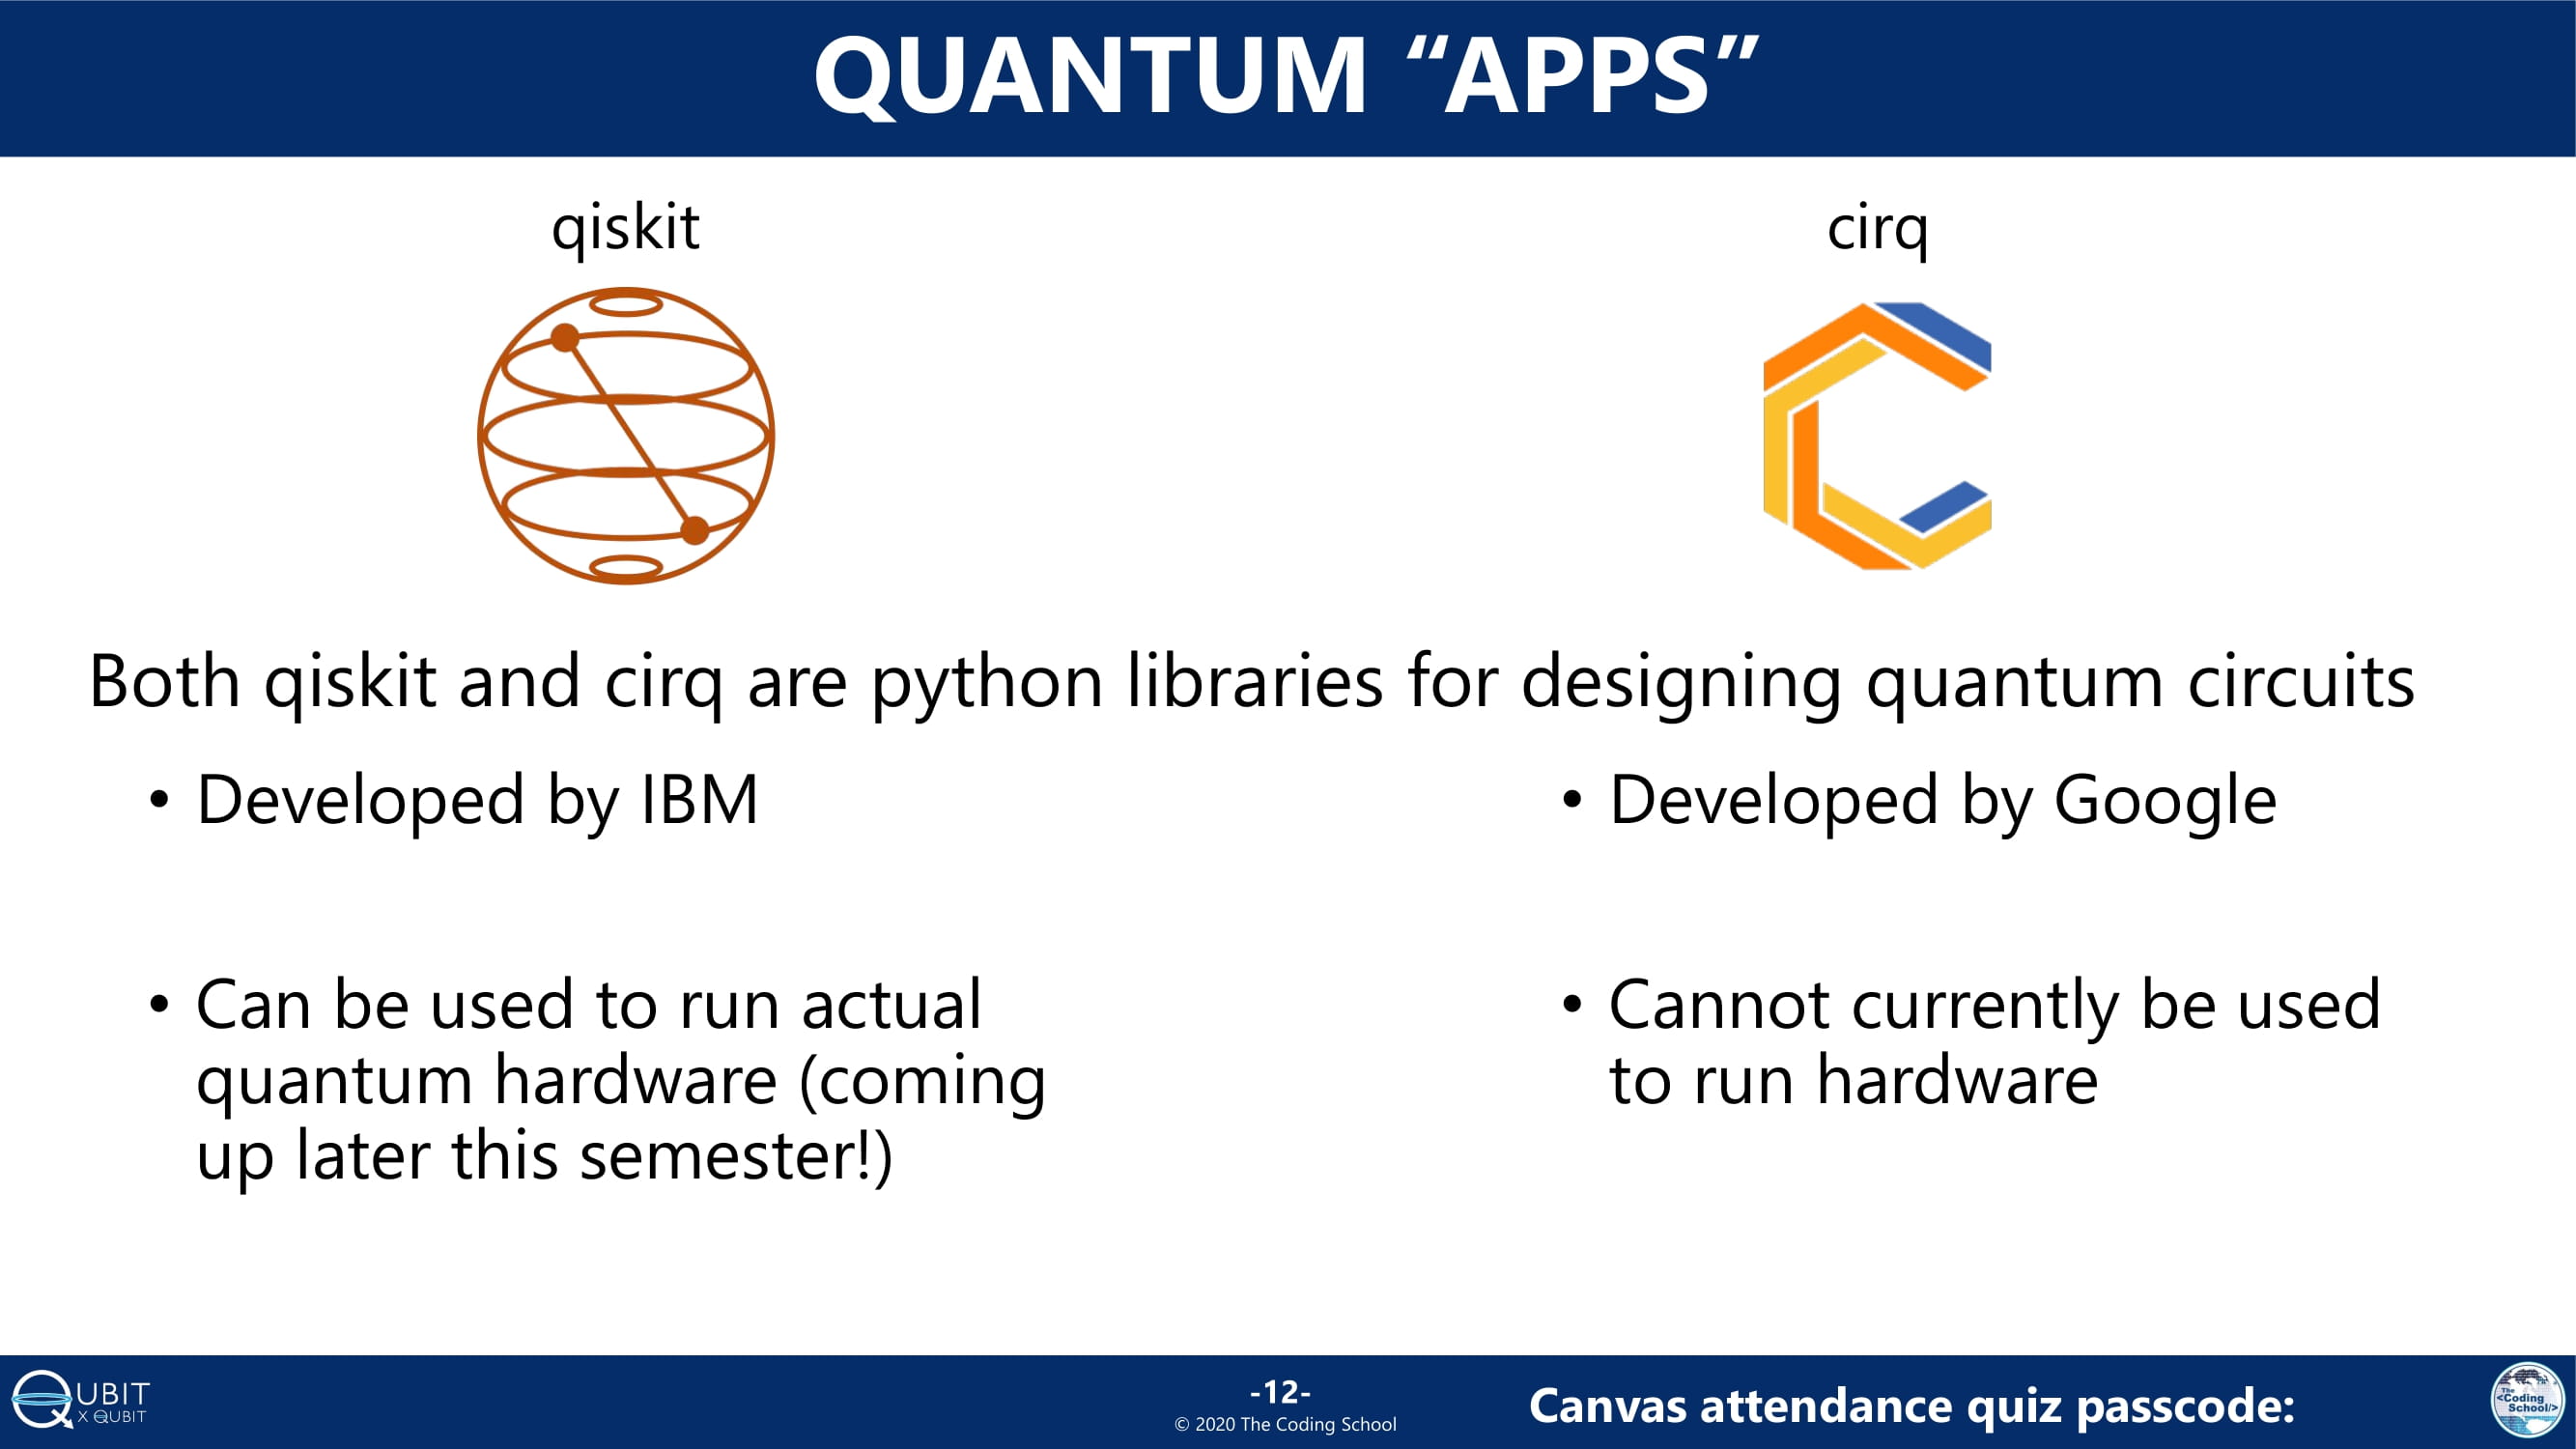 QUANTUM “APPS”
qiskit
cirq
Both qiskit and cirq are python libraries for designing quantum circuits
• Developed by IBM
• Can be used to run actual
quantum hardware (coming
up later this semester!)
• Developed by Google
• Cannot currently be used
to run hardware
QUBIT
X QUBIT
-12-
© 2020 The Coding School
Canvas attendance quiz passcode:
The
<Coding
School/>